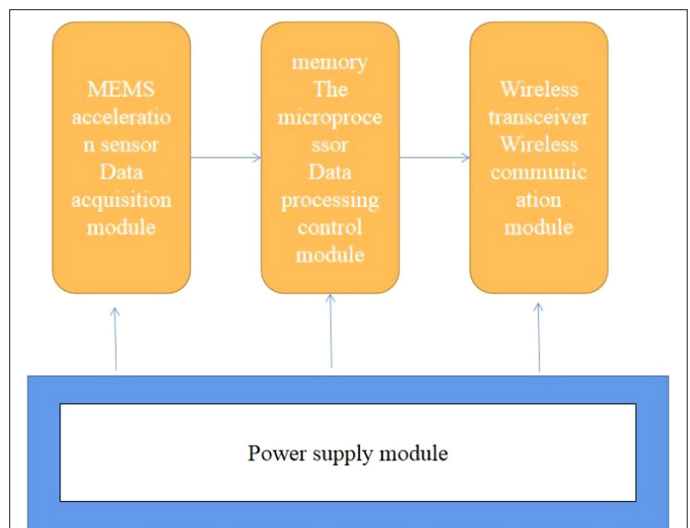 MEMS
acceleratio
n sensor
Data
acquisition
module
memory
The
microproce
ssor
Data
processing
control
module
Wireless
transceiver
Wireless
communic
ation
module
Power supply module